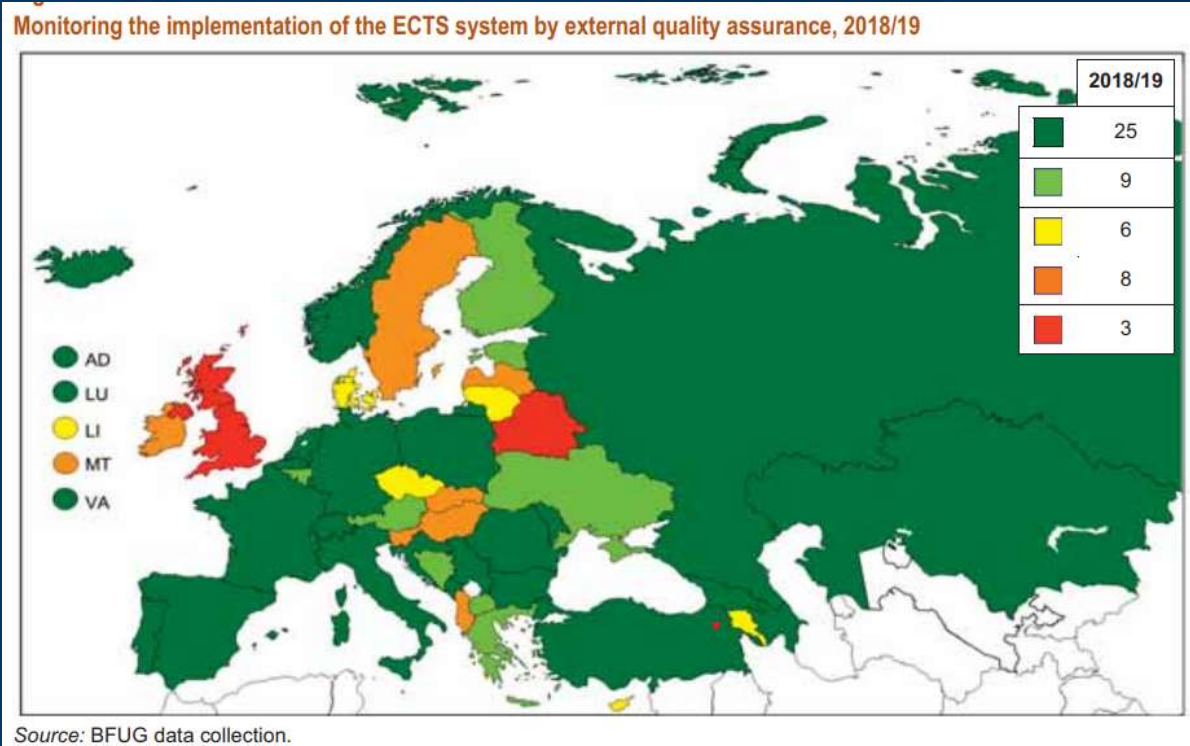 Monitoring the implementation of the ECTS system by external quality assurance, 2018/19
2018/19
25
9
6
8
3
AD
LU
LI
MT
VA
Source: BFUG data collection.